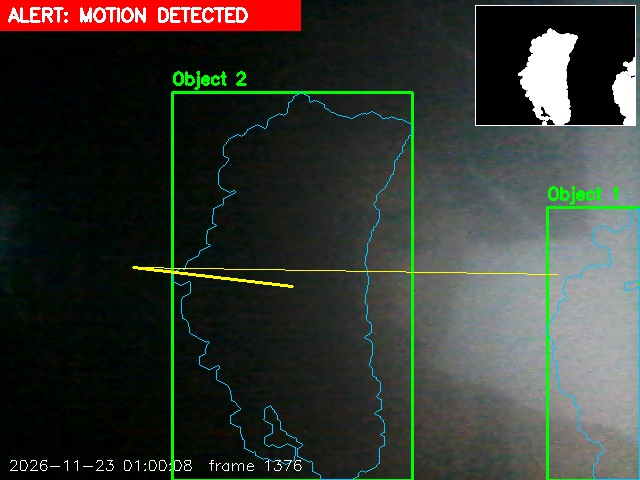 ALERT: MOTION DETECTED
Object 2
Object 1
2026-11-23 01:00:08 frame 1376